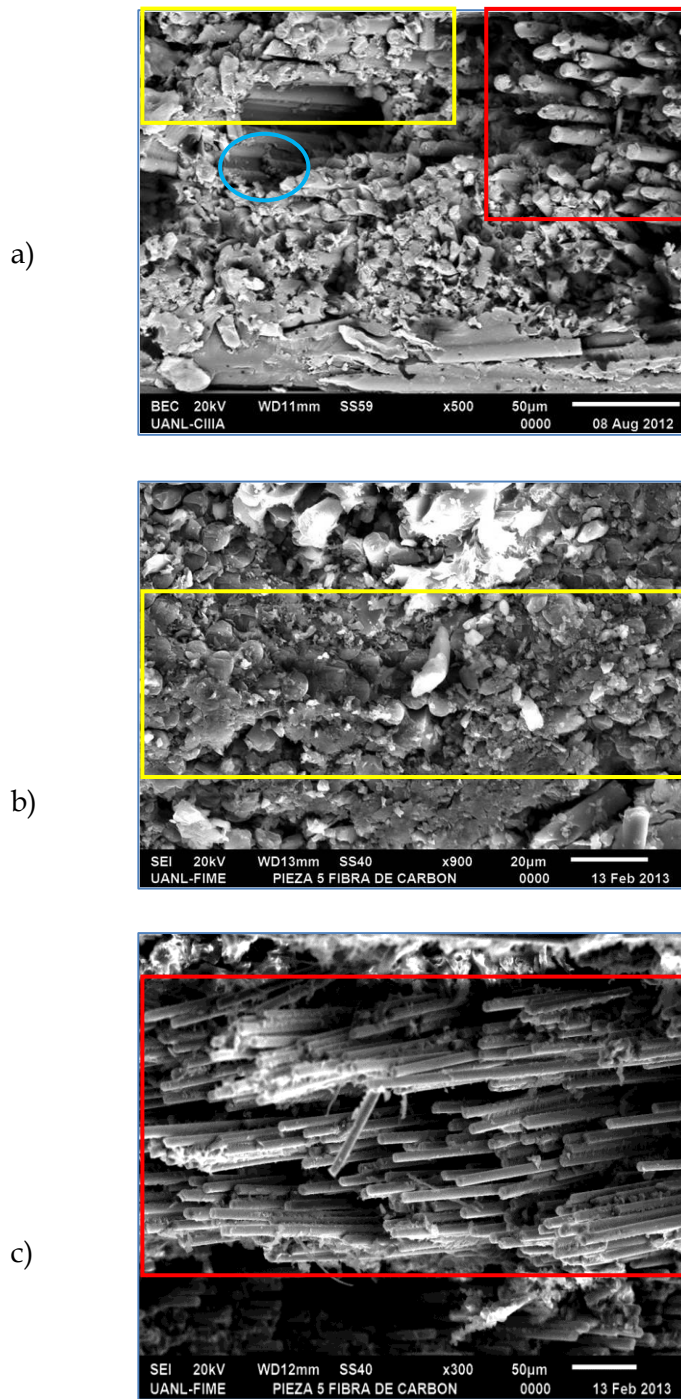 a)
BEC 20kV WD11mm SS59 x500 50µm
UANL-CIIIA 0000 08 Aug 2012
b)
SEI 20kV WD13mm SS40 x900 20µm
UANL-FIME PIEZA 5 FIBRA DE CARBON 0000 13 Feb 2013
c)
SEI 20kV WD12mm SS40 x300 50µm
UANL-FIME PIEZA 5 FIBRA DE CARBON 0000 13 Feb 2013